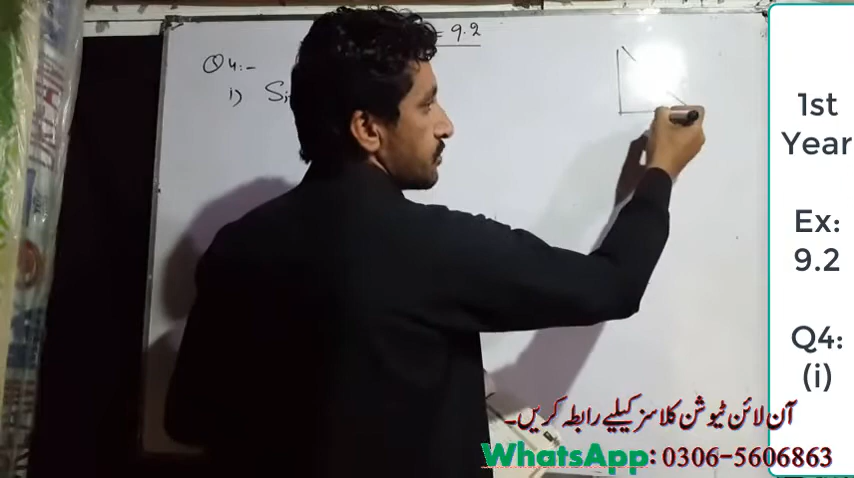 = 9.2
Q4:-
i) Si
1st
Year
Ex:
9.2
Q4:
(i)
آن لائن ٹیوشن کلاسز کیلیے رابطہ کریں۔
WhatsApp: 0306-5606863